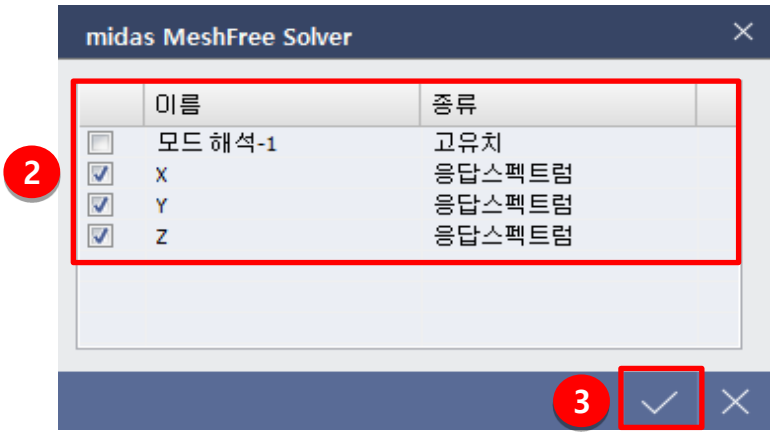 midas MeshFree Solver
이름 종류
모드 해석-1 고유치
2
X 응답스펙트럼
Y 응답스펙트럼
Z 응답스펙트럼
3